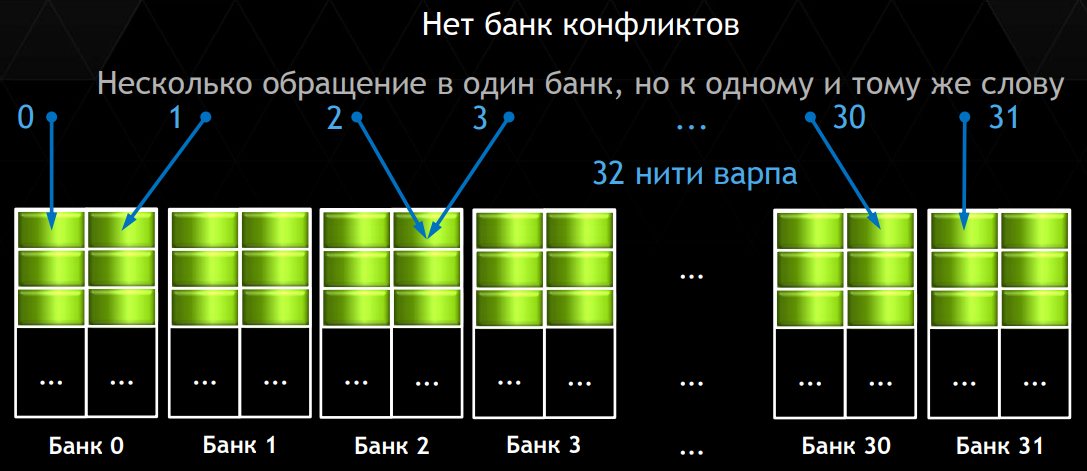 Нет банк конфликтов
Несколько обращение в один банк, но к одному и тому же слову
0 1 2 3 ... 30 31
32 нити варпа
...
... ... ... ... ... ... ... ... ... ... ... ... ...
Банк 0 Банк 1 Банк 2 Банк 3 ... Банк 30 Банк 31